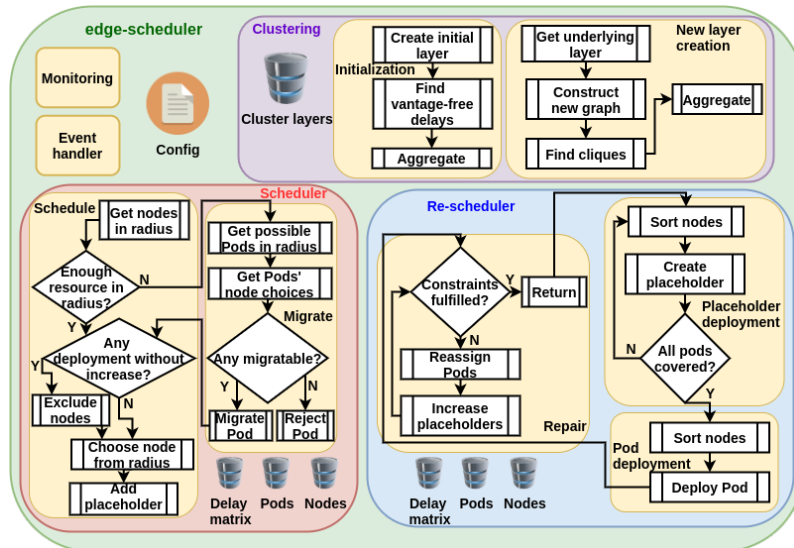 edge-scheduler
Monitoring
Event
handler
Config
Clustering
Cluster layers
Create initial
layer
Initialization
Find
vantage-free
delays
Aggregate
Get underlying
layer
New layer
creation
Construct
new graph
Aggregate
Find cliques
Scheduler
Schedule
Get nodes
in radius
Enough
resource in
radius?
N
Y
Any
deployment without
increase?
Y
N
Exclude
nodes
Choose node
from radius
Add
placeholder
Get possible
Pods in radius
Get Pods'
node choices
Migrate
Any migratable?
Y
N
Migrate
Pod
Reject
Pod
Delay
matrix
Pods
Nodes
Re-scheduler
Constraints
fulfilled?
Y
Return
N
Reassign
Pods
Increase
placeholders
Repair
Delay
matrix
Pods
Nodes
Sort nodes
Create
placeholder
Placeholder
deployment
All pods
covered?
N
Y
Sort nodes
Pod
deployment
Deploy Pod